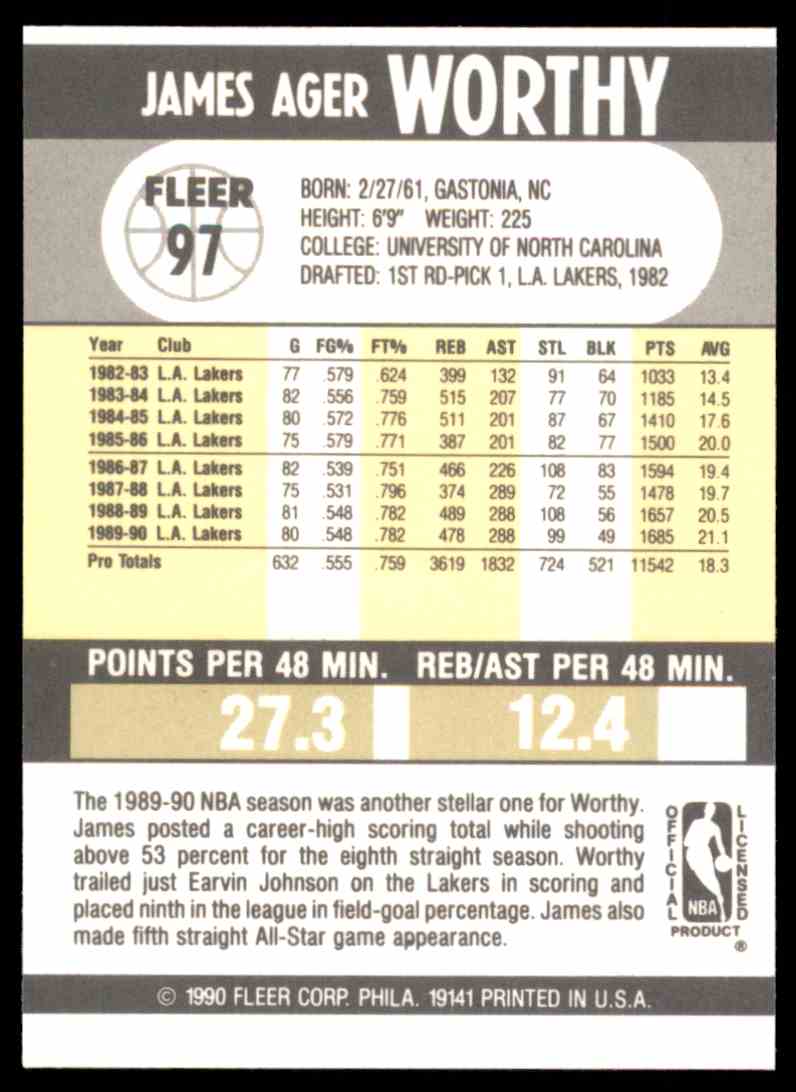 JAMES AGER WORTHY
FLEER
97
BORN: 2/27/61, GASTONIA, NC
HEIGHT: 6'9" WEIGHT: 225
COLLEGE: UNIVERSITY OF NORTH CAROLINA
DRAFTED: 1ST RD-PICK 1, L.A. LAKERS, 1982
Year Club G FG% FT% REB AST STL BLK PTS AVG
1982-83 L.A. Lakers 77 .579 .624 399 132 91 64 1033 13.4
1983-84 L.A. Lakers 82 .556 .759 515 207 77 70 1185 14.5
1984-85 L.A. Lakers 80 .572 .776 511 201 87 67 1410 17.6
1985-86 L.A. Lakers 75 .579 .771 387 201 82 77 1500 20.0
1986-87 L.A. Lakers 82 .539 .751 466 226 108 83 1594 19.4
1987-88 L.A. Lakers 75 .531 .796 374 289 72 55 1478 19.7
1988-89 L.A. Lakers 81 .548 .782 489 288 108 56 1657 20.5
1989-90 L.A. Lakers 80 .548 .782 478 288 99 49 1685 21.1
Pro Totals 632 .555 .759 3619 1832 724 521 11542 18.3
POINTS PER 48 MIN. REB/AST PER 48 MIN.
27.3 12.4
The 1989-90 NBA season was another stellar one for Worthy.
James posted a career-high scoring total while shooting
above 53 percent for the eighth straight season. Worthy
trailed just Earvin Johnson on the Lakers in scoring and
placed ninth in the league in field-goal percentage. James also
made fifth straight All-Star game appearance.
OFFICIAL
LICENSED
NBA
PRODUCT
®
© 1990 FLEER CORP. PHILA. 19141 PRINTED IN U.S.A.